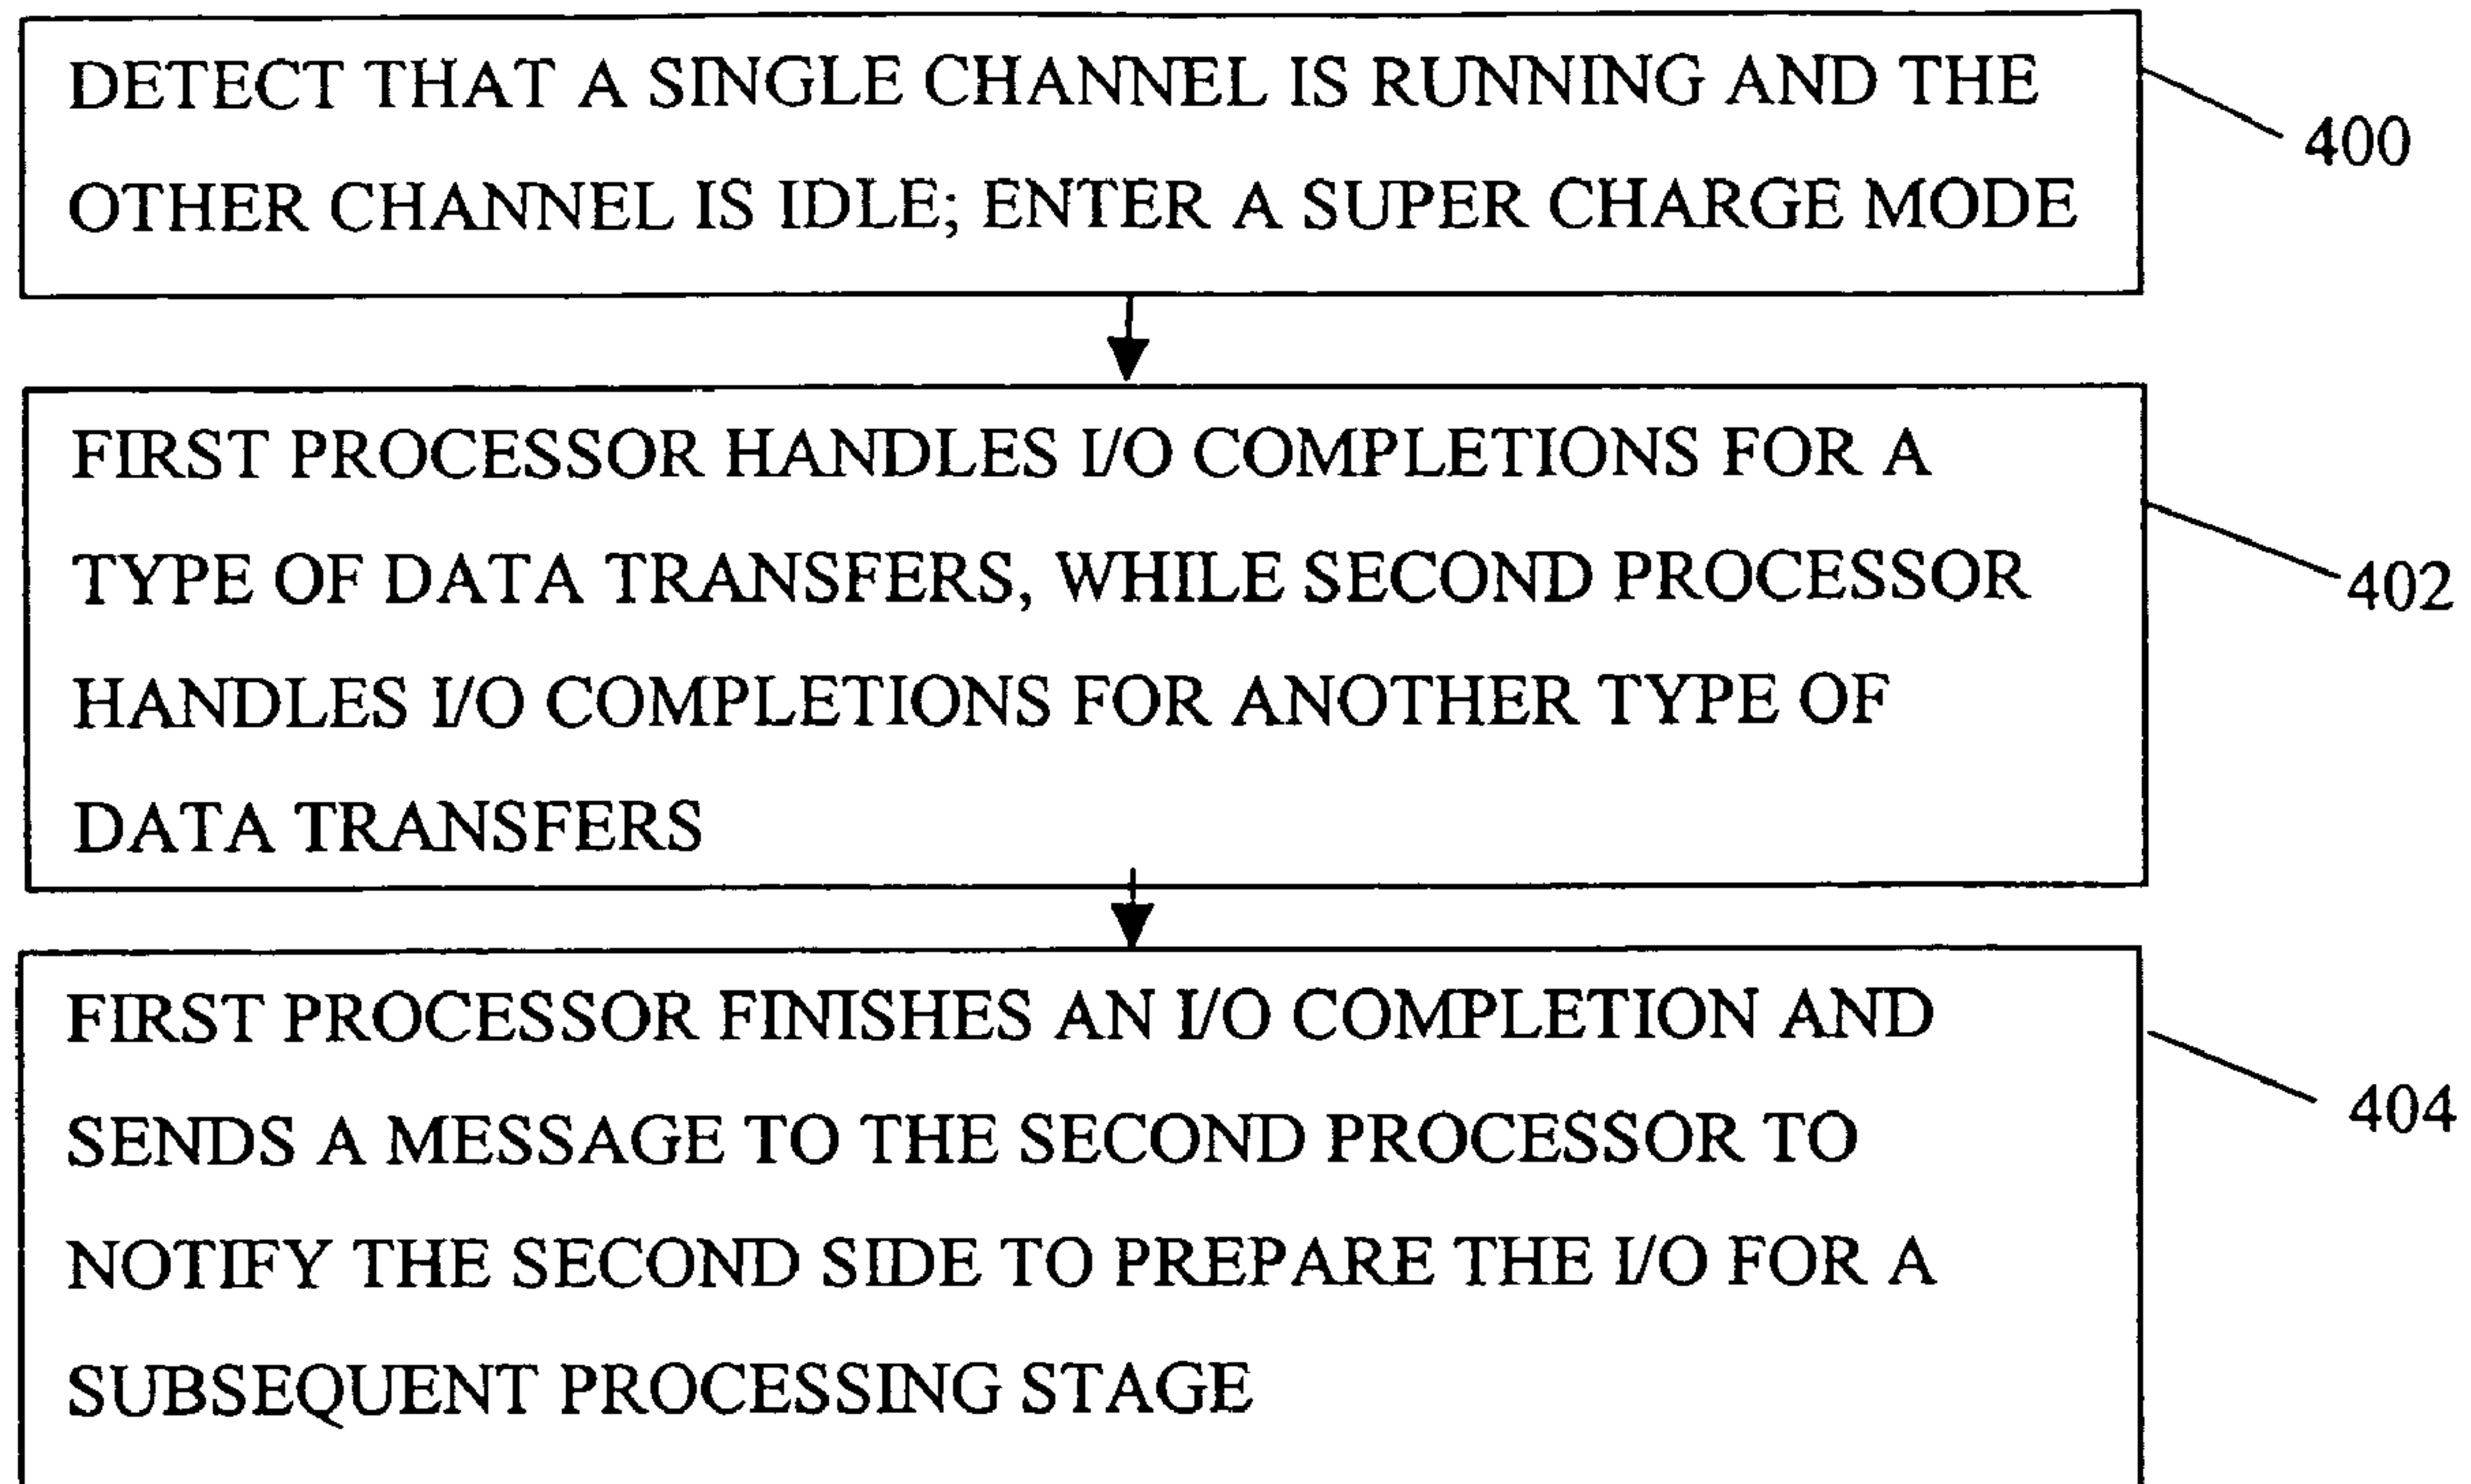 DETECT THAT A SINGLE CHANNEL IS RUNNING AND THE
OTHER CHANNEL IS IDLE; ENTER A SUPER CHARGE MODE
400
FIRST PROCESSOR HANDLES I/O COMPLETIONS FOR A
TYPE OF DATA TRANSFERS, WHILE SECOND PROCESSOR
HANDLES I/O COMPLETIONS FOR ANOTHER TYPE OF
DATA TRANSFERS
402
FIRST PROCESSOR FINISHES AN I/O COMPLETION AND
SENDS A MESSAGE TO THE SECOND PROCESSOR TO
NOTIFY THE SECOND SIDE TO PREPARE THE I/O FOR A
SUBSEQUENT PROCESSING STAGE
404